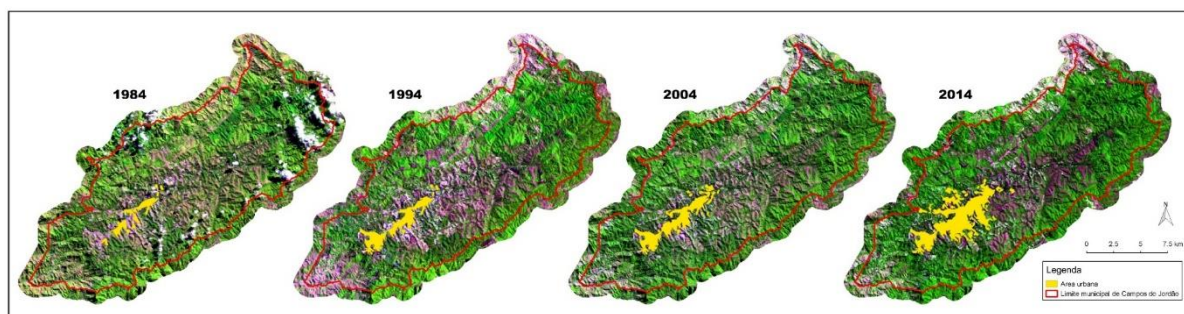 1984
1994
2004
2014
0 2,5 5 7,5 km
Legenda
Area urbana
Limite municipal de Campos do Jordão